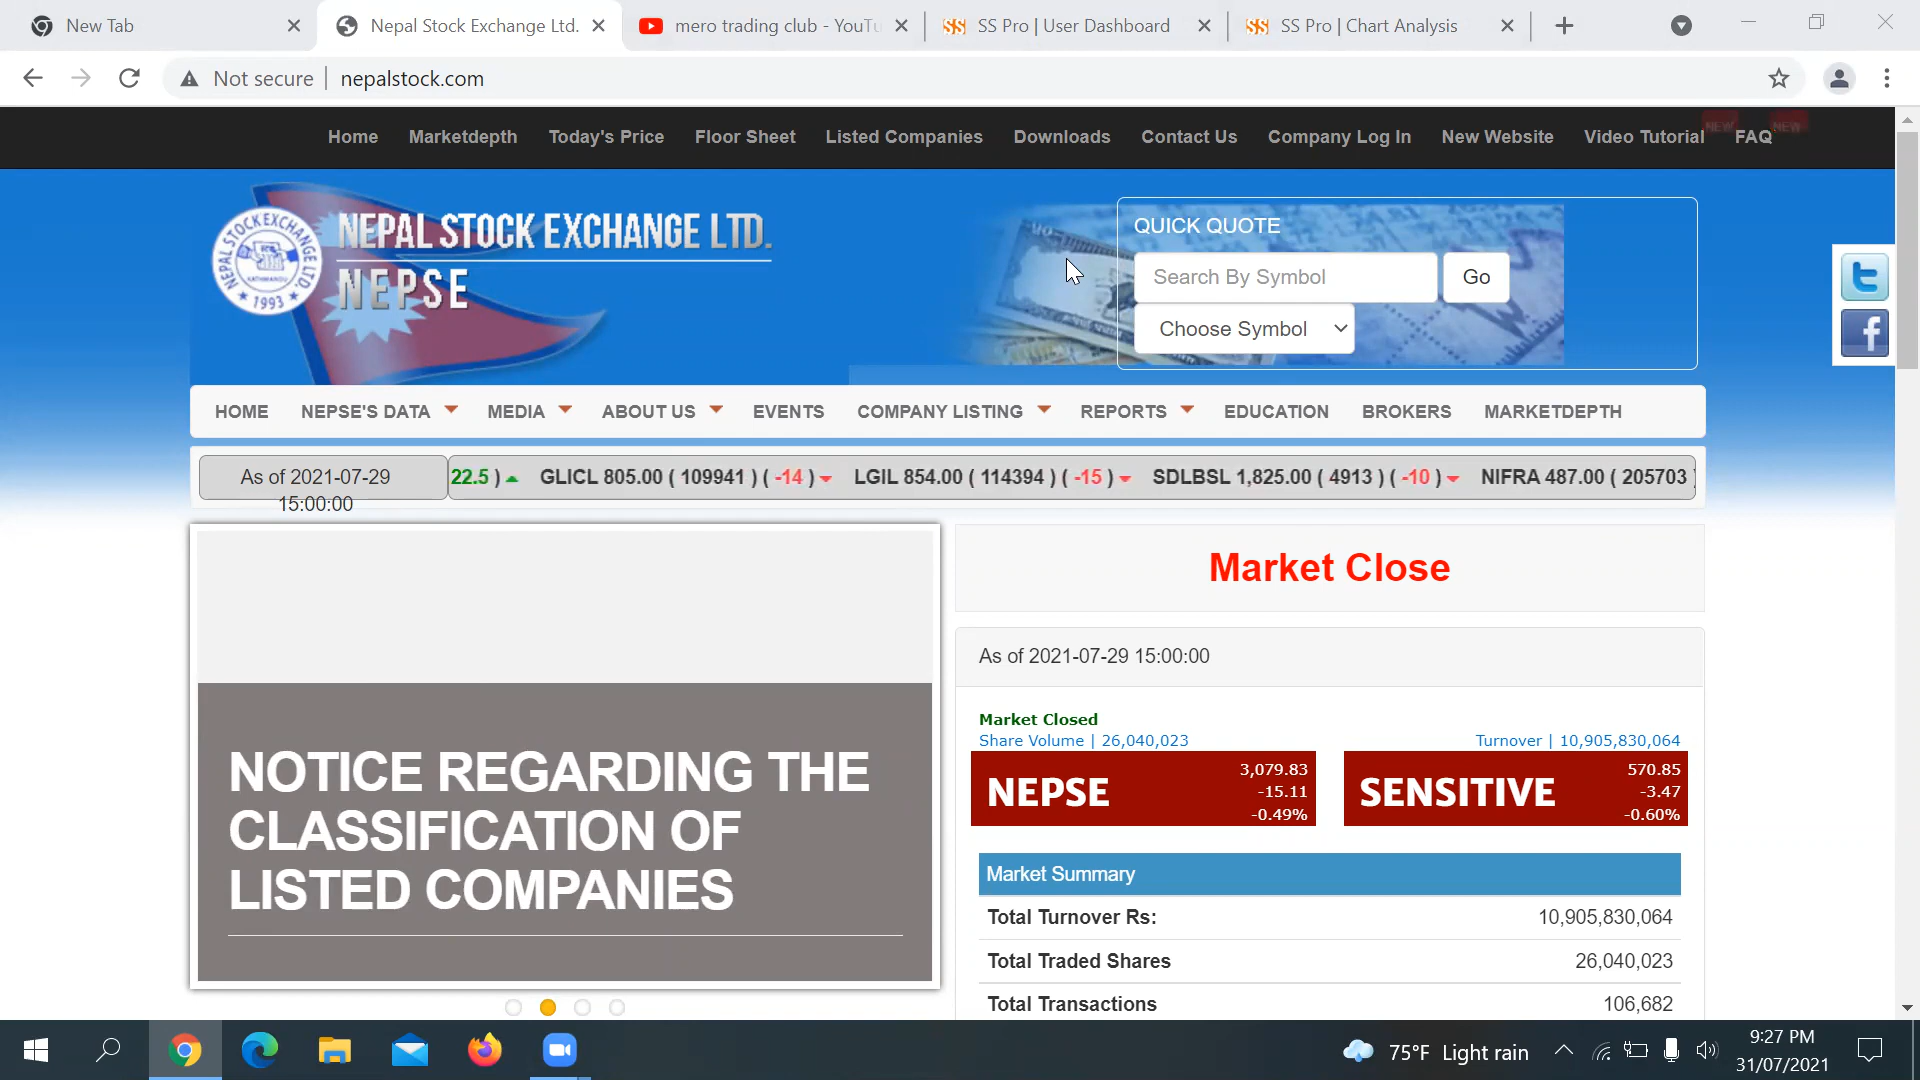 New Tab
Nepal Stock Exchange Ltd.
mero trading club - YouTu
SS Pro | User Dashboard
SS Pro | Chart Analysis
Not secure | nepalstock.com
Home Marketdepth Today's Price Floor Sheet Listed Companies Downloads Contact Us Company Log In New Website Video Tutorial FAQ
NEW NEW
NEPAL STOCK EXCHANGE LTD.
NEPSE
NEPAL STOCK EXCHANGE LTD.
KATHMANDU
★ 1993 ★
QUICK QUOTE
Search By Symbol Go
Choose Symbol
HOME NEPSE'S DATA MEDIA ABOUT US EVENTS COMPANY LISTING REPORTS EDUCATION BROKERS MARKETDEPTH
As of 2021-07-29
15:00:00
22.5 ) GLICL 805.00 ( 109941 ) ( -14 ) LGIL 854.00 ( 114394 ) ( -15 ) SDLBSL 1,825.00 ( 4913 ) ( -10 ) NIFRA 487.00 ( 205703 )
NOTICE REGARDING THE
CLASSIFICATION OF
LISTED COMPANIES
Market Close
As of 2021-07-29 15:00:00
Market Closed
Share Volume | 26,040,023 Turnover | 10,905,830,064
NEPSE 3,079.83
-15.11
-0.49%
SENSITIVE 570.85
-3.47
-0.60%
Market Summary
Total Turnover Rs: 10,905,830,064
Total Traded Shares 26,040,023
Total Transactions 106,682
75°F Light rain
9:27 PM
31/07/2021